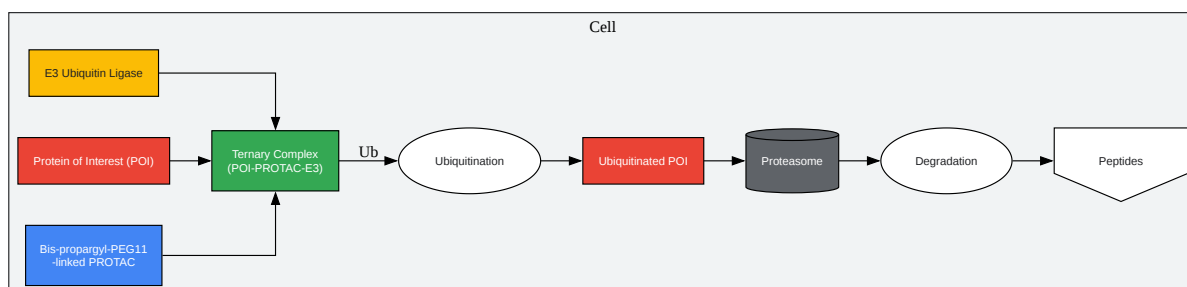 Cell
E3 Ubiquitin Ligase
Protein of Interest (POI)
Bis-propargyl-PEG11
-linked PROTAC
Ternary Complex
(POI-PROTAC-E3)
Ub
Ubiquitination
Ubiquitinated POI
Proteasome
Degradation
Peptides